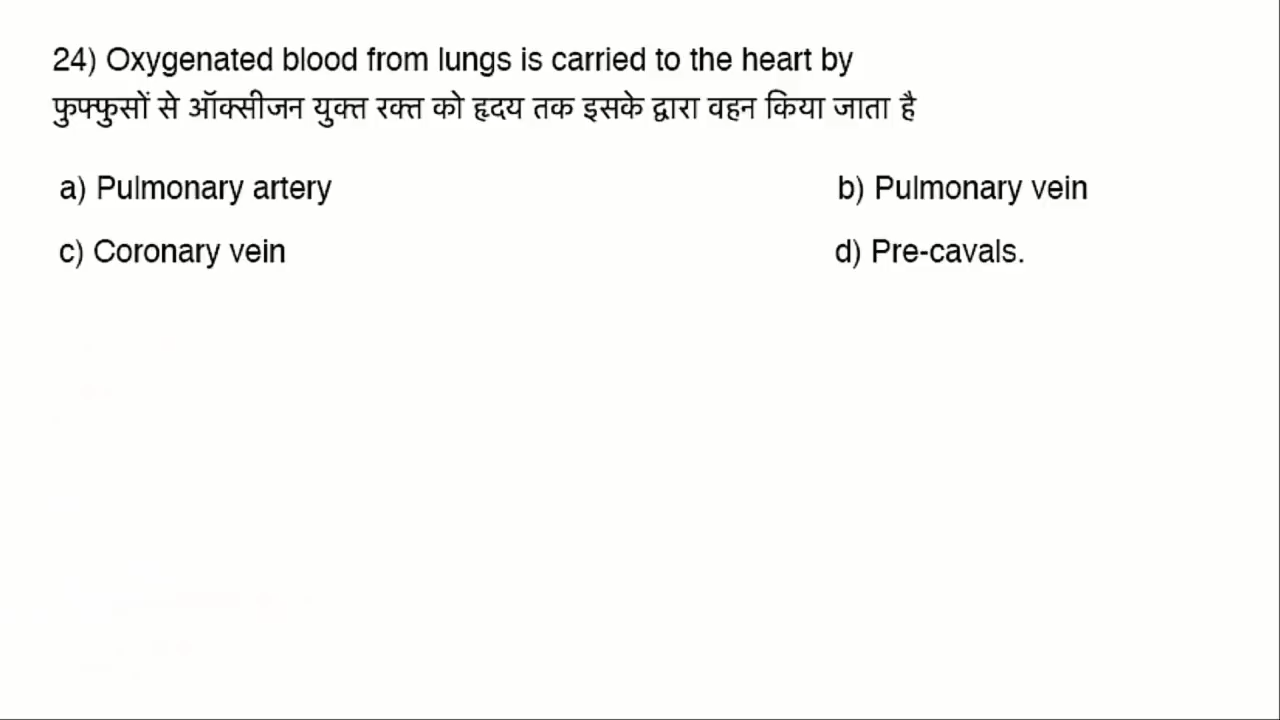 24) Oxygenated blood from lungs is carried to the heart by
फुफ्फुसों से ऑक्सीजन युक्त रक्त को हृदय तक इसके द्वारा वहन किया जाता है
a) Pulmonary artery b) Pulmonary vein
c) Coronary vein d) Pre-cavals.